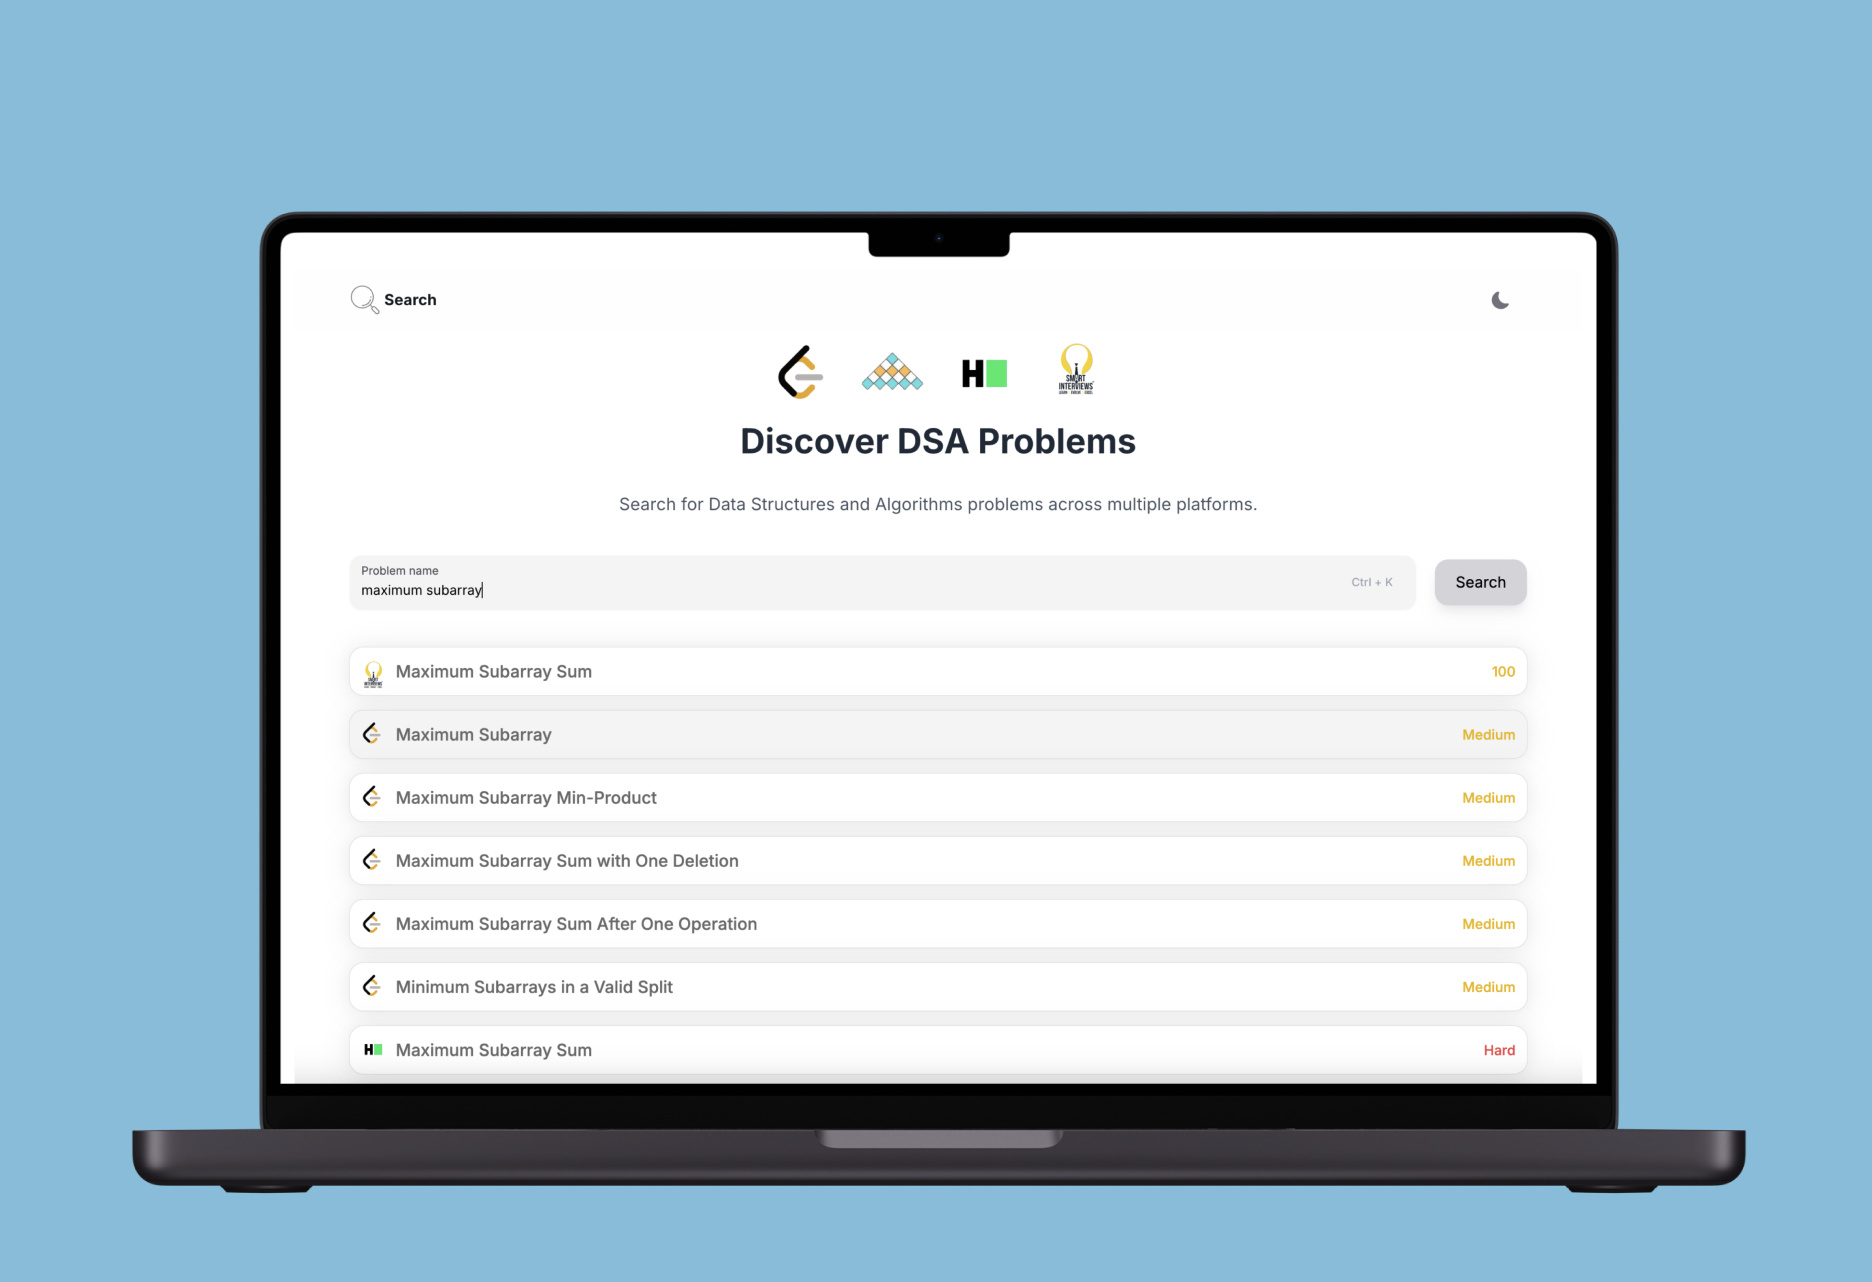 Search
H
SMART
INTERVIEWS
LEARN · EVOLVE · EXCEL
Discover DSA Problems
Search for Data Structures and Algorithms problems across multiple platforms.
Problem name
maximum subarray
Ctrl + K
Search
Maximum Subarray Sum
100
Maximum Subarray
Medium
Maximum Subarray Min-Product
Medium
Maximum Subarray Sum with One Deletion
Medium
Maximum Subarray Sum After One Operation
Medium
Minimum Subarrays in a Valid Split
Medium
H
Maximum Subarray Sum
Hard